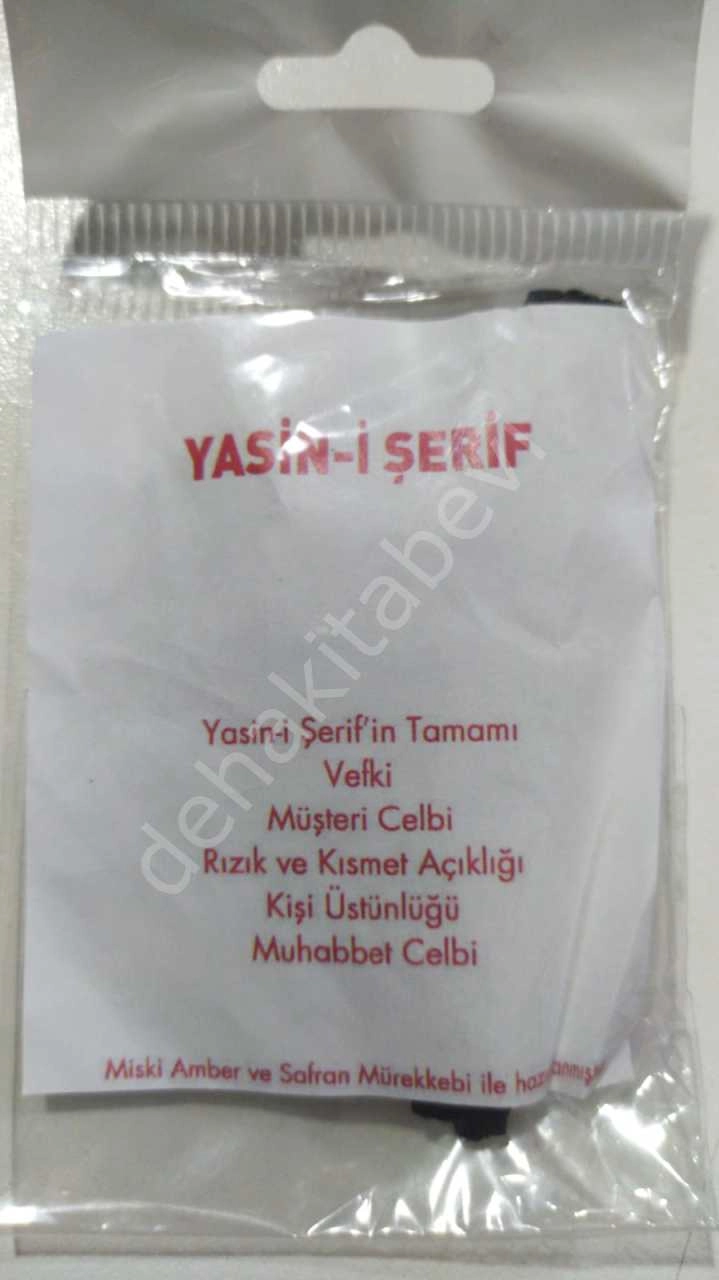 YASİN-İ ŞERİF
Yasin-i Şerif'in Tamamı
Vefki
Müşteri Celbi
Rızık ve Kısmet Açıklığı
Kişi Üstünlüğü
Muhabbet Celbi
Miski Amber ve Safran Mürekkebi ile
dehakitabevi